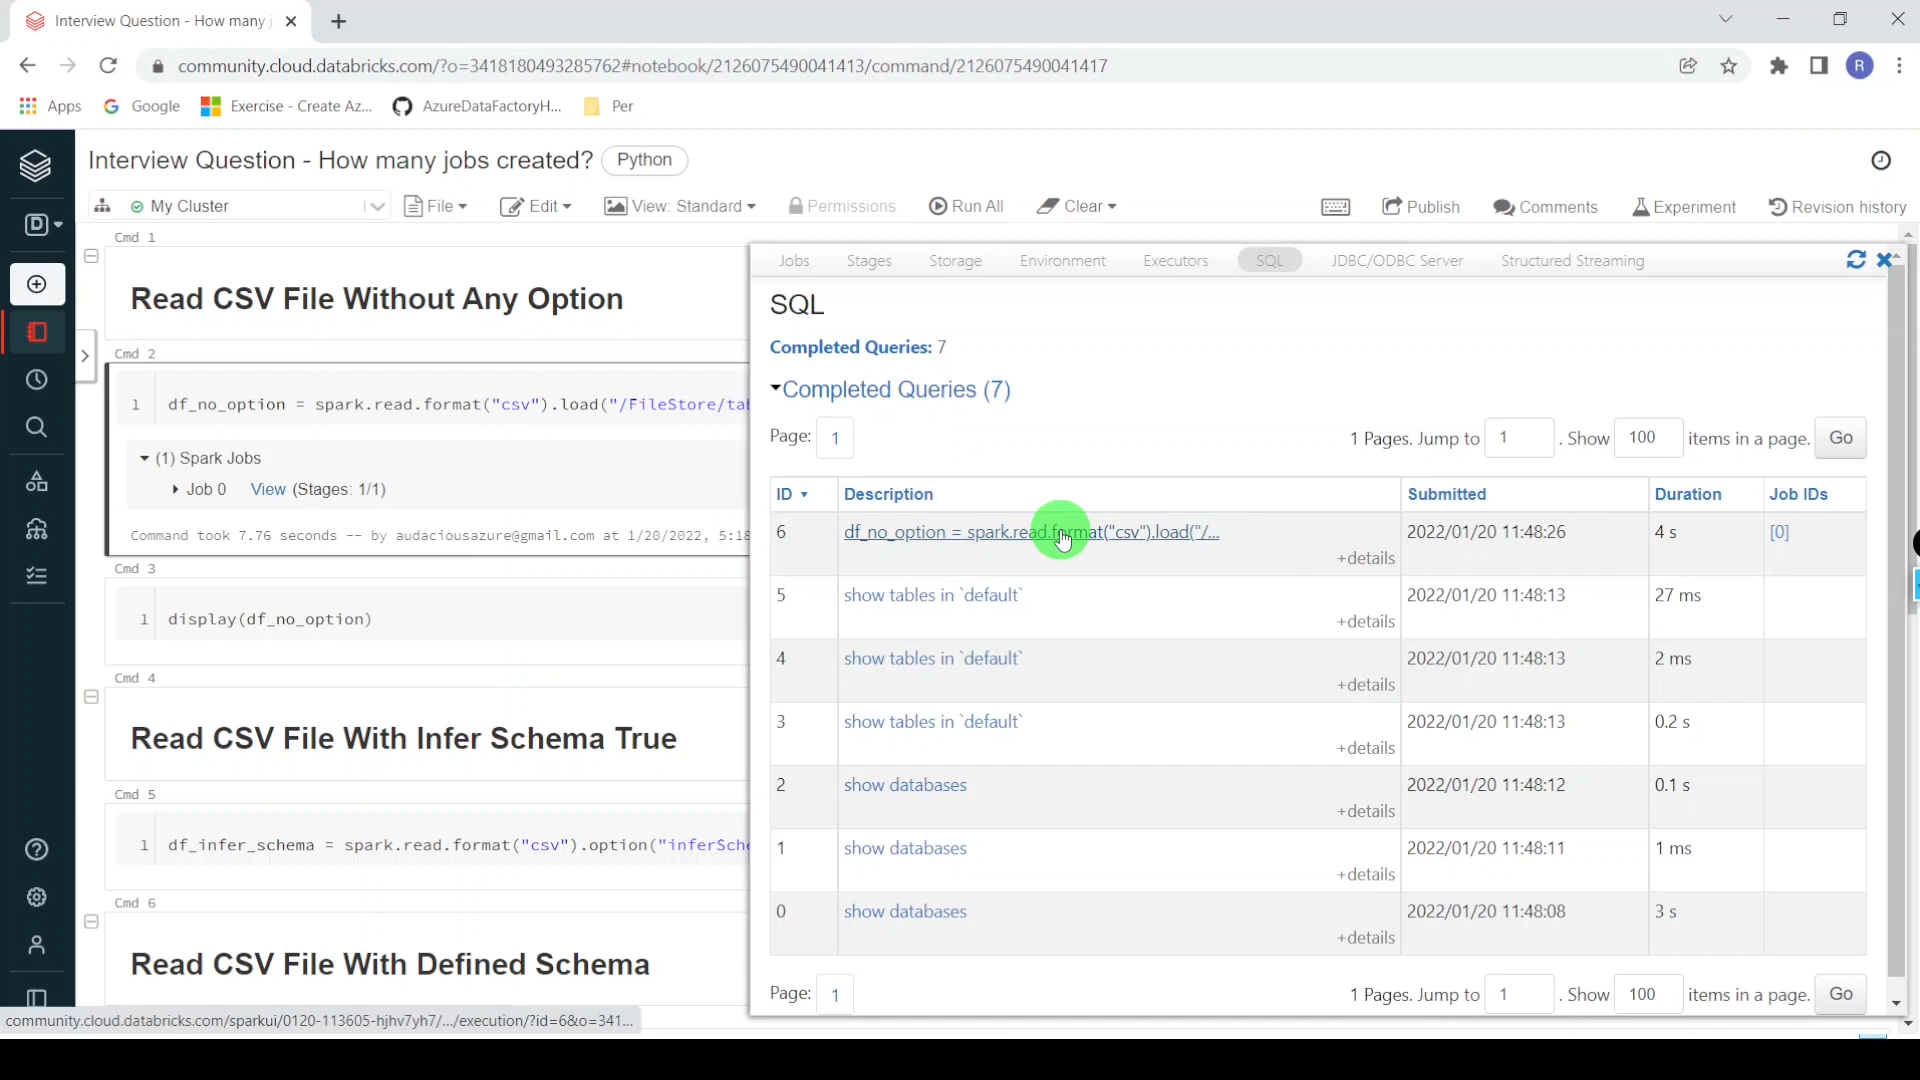 Interview Question - How many j
community.cloud.databricks.com/?o=3418180493285762#notebook/2126075490041413/command/2126075490041417
R
Apps Google Exercise - Create Az... AzureDataFactoryH... Per
Interview Question - How many jobs created? Python
D
My Cluster File Edit View: Standard Permissions Run All Clear Publish Comments Experiment Revision history
Cmd 1
Read CSV File Without Any Option
Cmd 2
1 df_no_option = spark.read.format("csv").load("/FileStore/tab
(1) Spark Jobs
Job 0 View (Stages: 1/1)
Command took 7.76 seconds -- by audaciousazure@gmail.com at 1/20/2022, 5:18
Cmd 3
1 display(df_no_option)
Cmd 4
Read CSV File With Infer Schema True
Cmd 5
1 df_infer_schema = spark.read.format("csv").option("inferSche
Cmd 6
Read CSV File With Defined Schema
community.cloud.databricks.com/sparkui/0120-113605-hjhv7yh7/.../execution/?id=6&o=341...
Jobs Stages Storage Environment Executors SQL JDBC/ODBC Server Structured Streaming
SQL
Completed Queries: 7
Completed Queries (7)
Page: 1 1 Pages. Jump to 1 . Show 100 items in a page. Go
ID Description Submitted Duration Job IDs
6 df_no_option = spark.read.format("csv").load("/... 2022/01/20 11:48:26 4 s [0]
+details
5 show tables in `default` 2022/01/20 11:48:13 27 ms
+details
4 show tables in `default` 2022/01/20 11:48:13 2 ms
+details
3 show tables in `default` 2022/01/20 11:48:13 0.2 s
+details
2 show databases 2022/01/20 11:48:12 0.1 s
+details
1 show databases 2022/01/20 11:48:11 1 ms
+details
0 show databases 2022/01/20 11:48:08 3 s
+details
Page: 1 1 Pages. Jump to 1 . Show 100 items in a page. Go